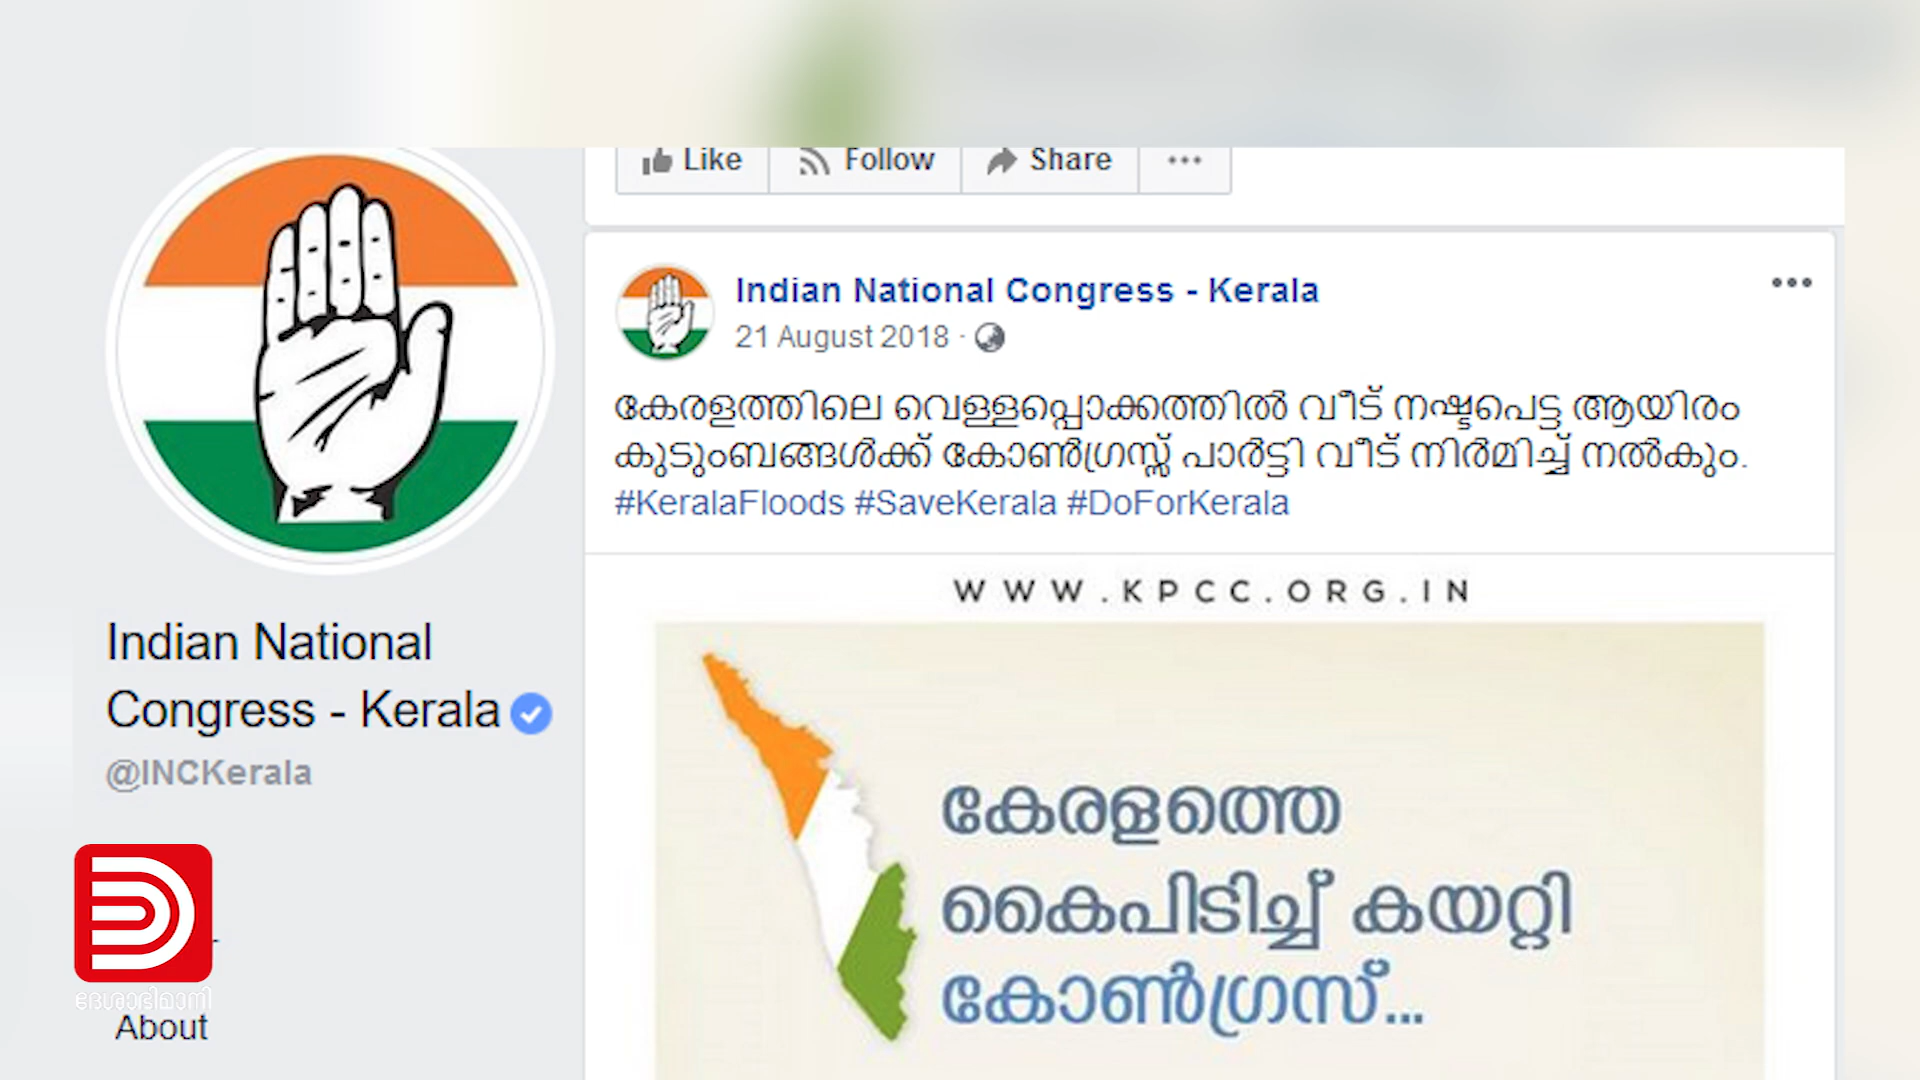 Like Follow Share
Indian National Congress - Kerala
21 August 2018
കേരളത്തിലെ വെള്ളപ്പൊക്കത്തിൽ വീട് നഷ്ടപെട്ട ആയിരം
കുടുംബങ്ങൾക്ക് കോൺഗ്രസ്സ് പാർട്ടി വീട് നിർമിച്ച് നൽകും.
#KeralaFloods #SaveKerala #DoForKerala
WWW.KPCC.ORG.IN
കേരളത്തെ
കൈപിടിച്ച് കയറ്റി
കോൺഗ്രസ്...
Indian National
Congress - Kerala
@INCKerala
ദേശാഭിമാനി
About